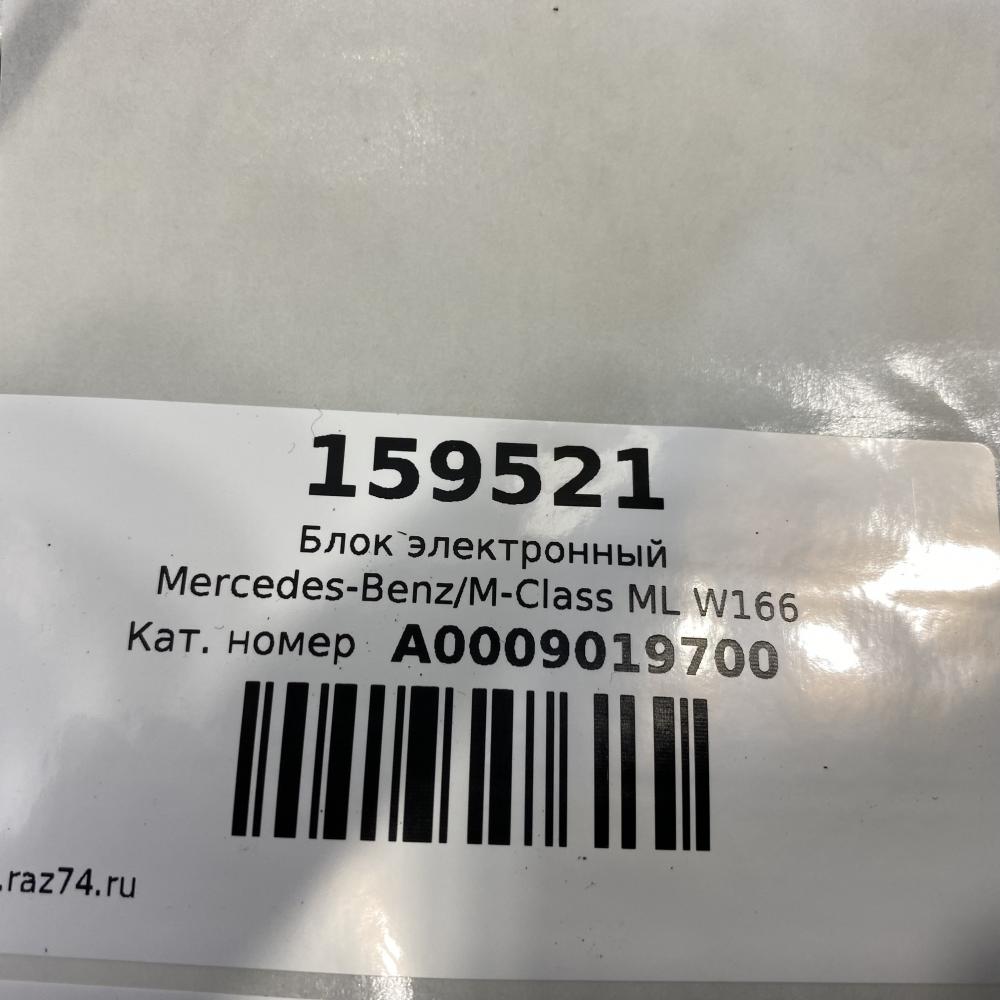 159521
Блок электронный
Mercedes-Benz/M-Class ML W166
Кат. номер A0009019700
.raz74.ru